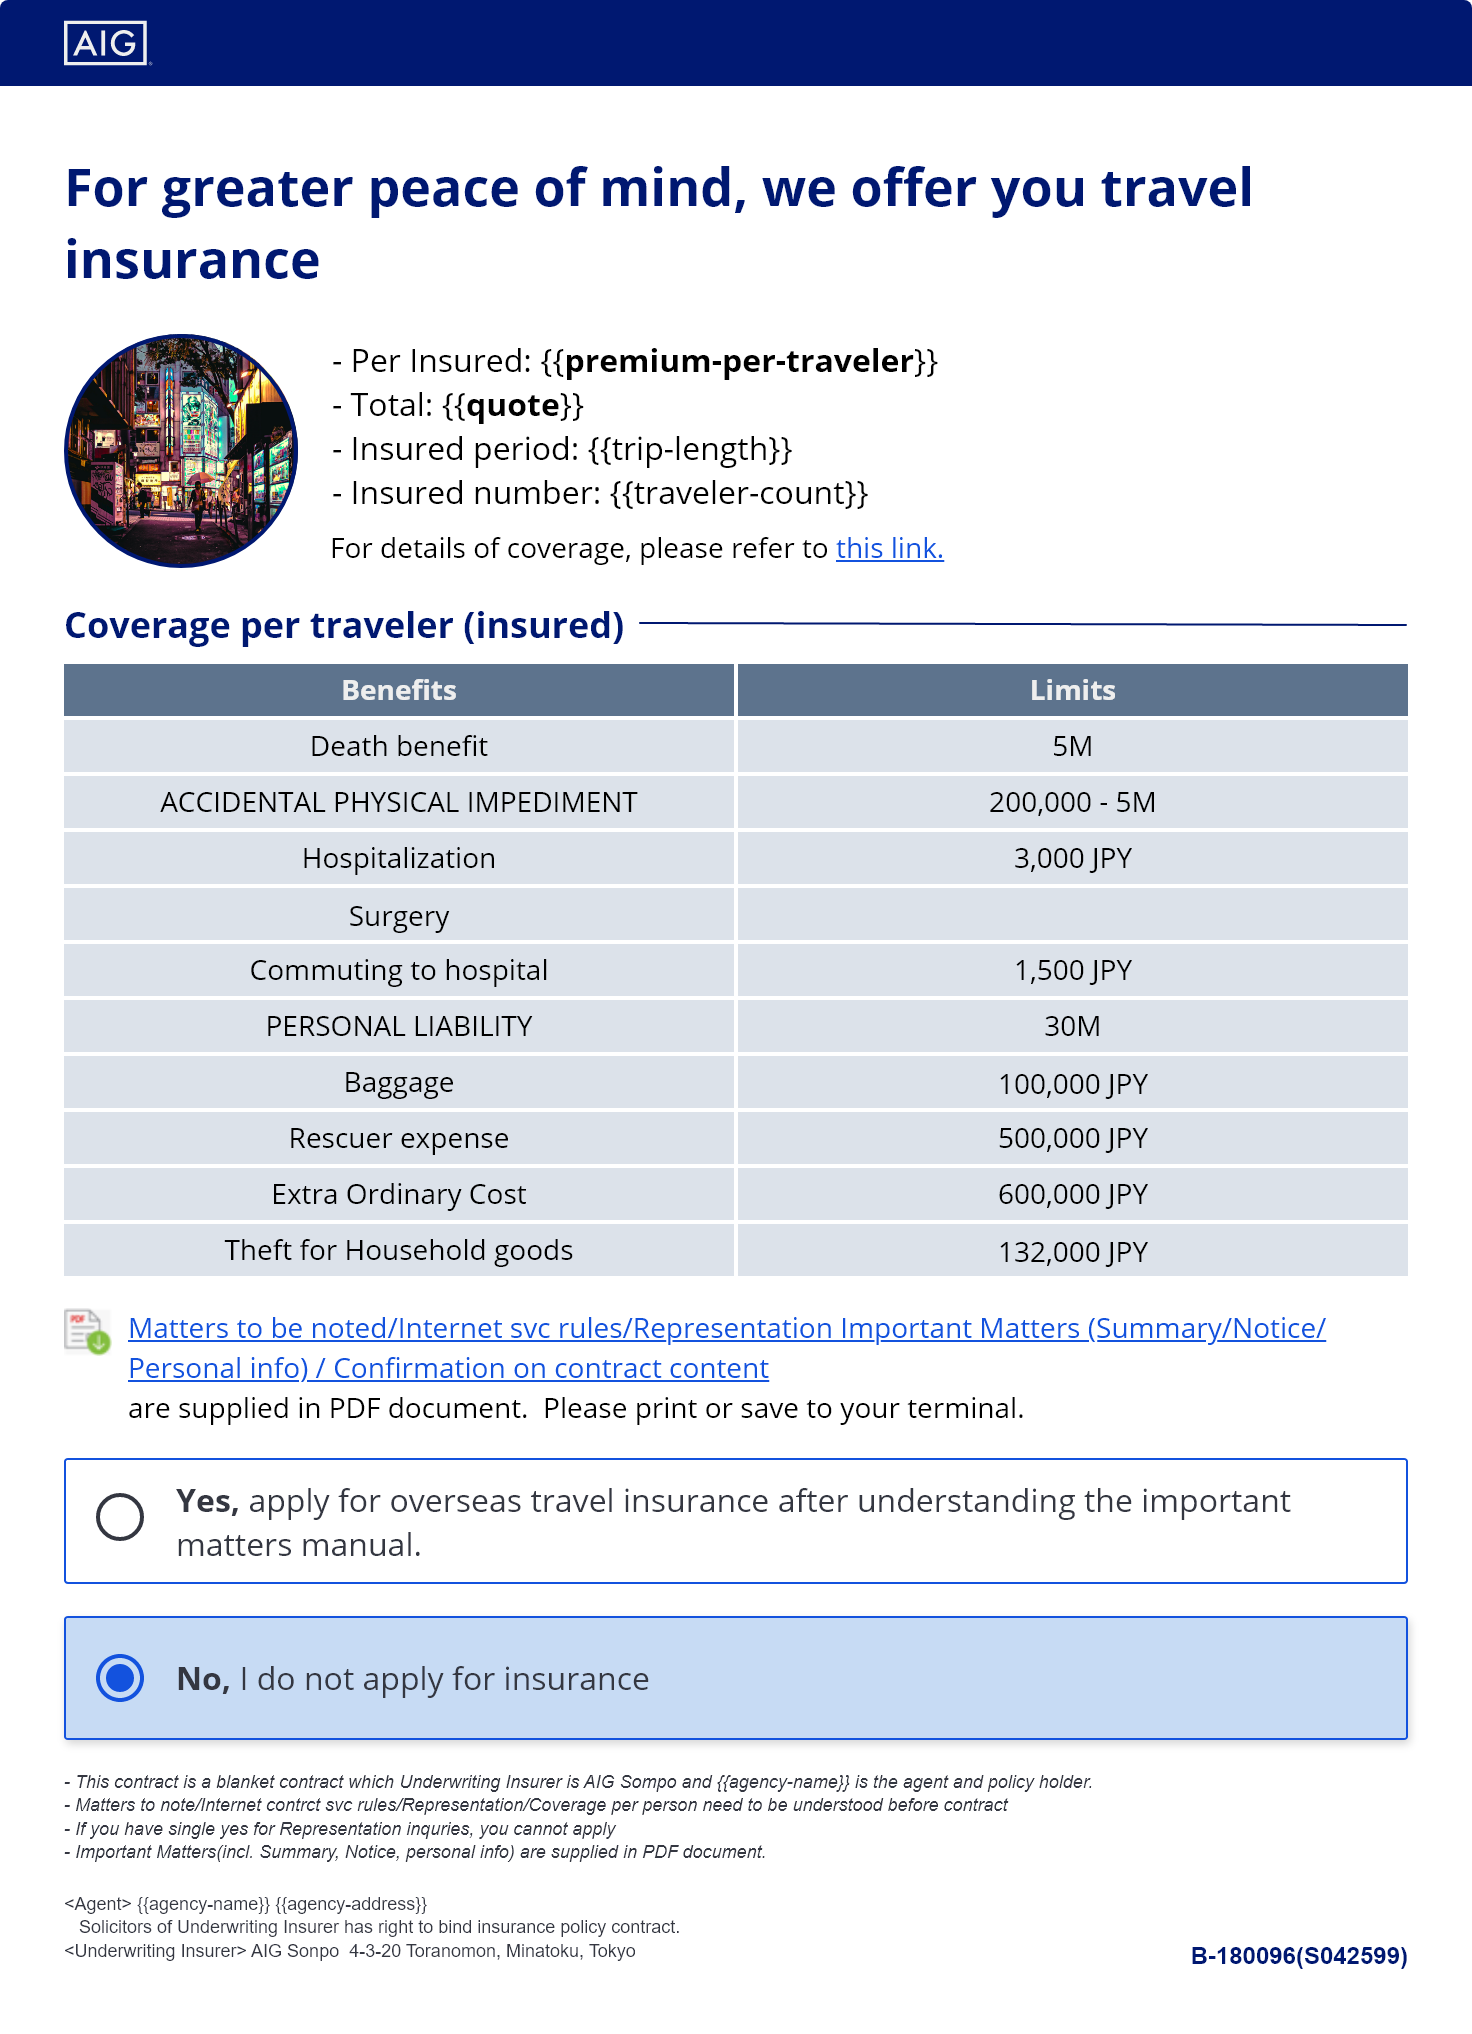 AIG
For greater peace of mind, we offer you travel
insurance
- Per Insured: {{premium-per-traveler}}
- Total: {{quote}}
- Insured period: {{trip-length}}
- Insured number: {{traveler-count}}
For details of coverage, please refer to this link.
Coverage per traveler (insured)
Benefits Limits
Death benefit 5M
ACCIDENTAL PHYSICAL IMPEDIMENT 200,000 - 5M
Hospitalization 3,000 JPY
Surgery
Commuting to hospital 1,500 JPY
PERSONAL LIABILITY 30M
Baggage 100,000 JPY
Rescuer expense 500,000 JPY
Extra Ordinary Cost 600,000 JPY
Theft for Household goods 132,000 JPY
PDF
Matters to be noted/Internet svc rules/Representation Important Matters (Summary/Notice/
Personal info) / Confirmation on contract content
are supplied in PDF document.  Please print or save to your terminal.
Yes, apply for overseas travel insurance after understanding the important
matters manual.
No, I do not apply for insurance
- This contract is a blanket contract which Underwriting Insurer is AIG Sompo and {{agency-name}} is the agent and policy holder.
- Matters to note/Internet contrct svc rules/Representation/Coverage per person need to be understood before contract
- If you have single yes for Representation inquries, you cannot apply
- Important Matters(incl. Summary, Notice, personal info) are supplied in PDF document.
<Agent> {{agency-name}} {{agency-address}}
Solicitors of Underwriting Insurer has right to bind insurance policy contract.
<Underwriting Insurer> AIG Sonpo  4-3-20 Toranomon, Minatoku, Tokyo
B-180096(S042599)